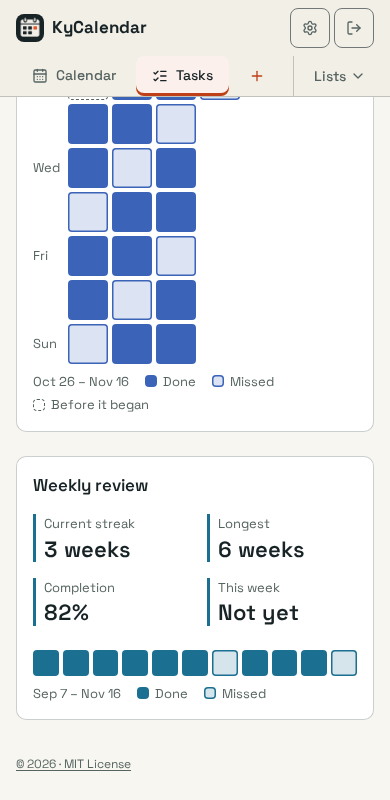 KyCalendar
Calendar
Tasks
+
Lists
Wed
Fri
Sun
Oct 26 – Nov 16 Done Missed
Before it began
Weekly review
Current streak
3 weeks
Longest
6 weeks
Completion
82%
This week
Not yet
Sep 7 – Nov 16 Done Missed
© 2026 · MIT License